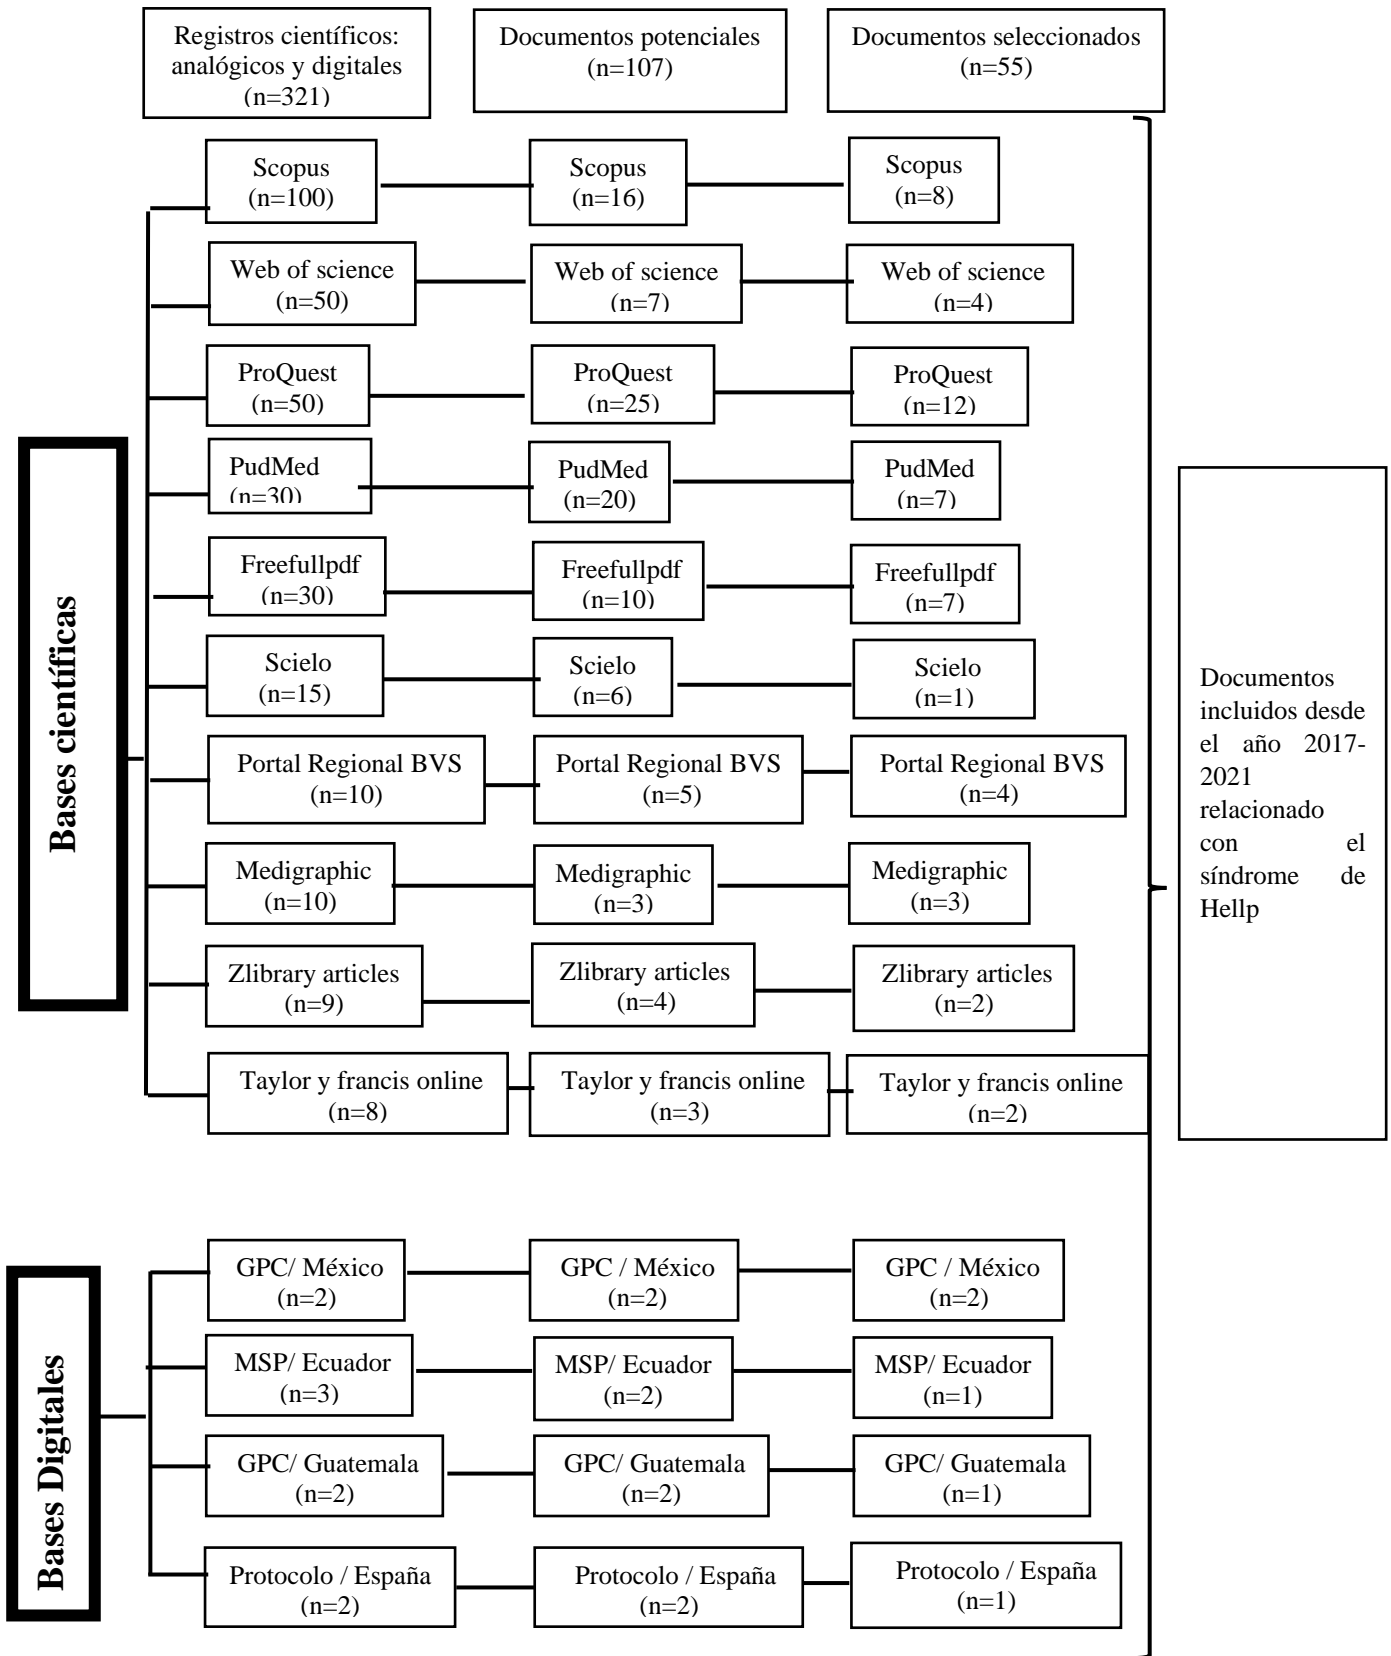 Registros científicos:
analógicos y digitales
(n=321)
Documentos potenciales
(n=107)
Documentos seleccionados
(n=55)
Bases científicas
Scopus
(n=100)
Scopus
(n=16)
Scopus
(n=8)
Web of science
(n=50)
Web of science
(n=7)
Web of science
(n=4)
ProQuest
(n=50)
ProQuest
(n=25)
ProQuest
(n=12)
PudMed
(n=30)
PudMed
(n=20)
PudMed
(n=7)
Freefullpdf
(n=30)
Freefullpdf
(n=10)
Freefullpdf
(n=7)
Scielo
(n=15)
Scielo
(n=6)
Scielo
(n=1)
Portal Regional BVS
(n=10)
Portal Regional BVS
(n=5)
Portal Regional BVS
(n=4)
Medigraphic
(n=10)
Medigraphic
(n=3)
Medigraphic
(n=3)
Zlibrary articles
(n=9)
Zlibrary articles
(n=4)
Zlibrary articles
(n=2)
Taylor y francis online
(n=8)
Taylor y francis online
(n=3)
Taylor y francis online
(n=2)
Bases Digitales
GPC/ México
(n=2)
GPC / México
(n=2)
GPC / México
(n=2)
MSP/ Ecuador
(n=3)
MSP/ Ecuador
(n=2)
MSP/ Ecuador
(n=1)
GPC/ Guatemala
(n=2)
GPC/ Guatemala
(n=2)
GPC/ Guatemala
(n=1)
Protocolo / España
(n=2)
Protocolo / España
(n=2)
Protocolo / España
(n=1)
Documentos
incluidos desde
el año 2017-
2021
relacionado
con el
síndrome de
Hellp